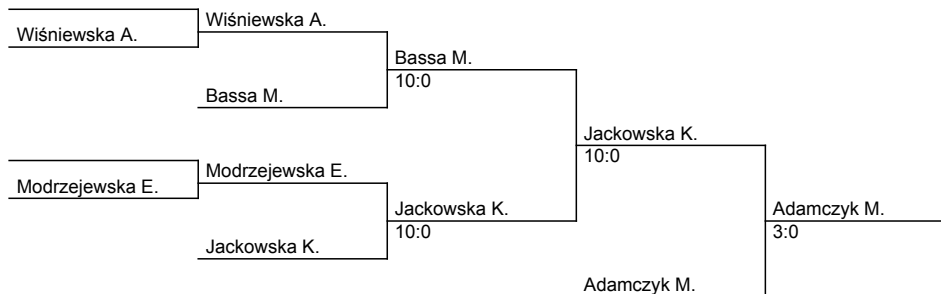 Wiśniewska A.
Wiśniewska A.
Bassa M.
10:0
Bassa M.
Jackowska K.
10:0
Modrzejewska E.
Modrzejewska E.
Jackowska K.
10:0
Jackowska K.
Adamczyk M.
3:0
Adamczyk M.